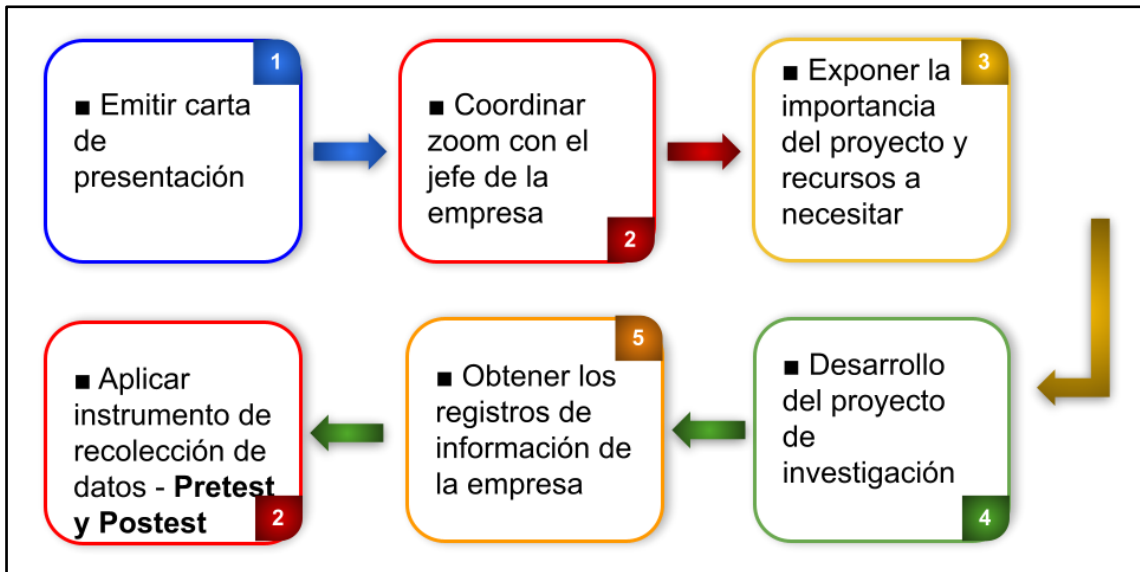 1
■ Emitir carta
de
presentación
■ Coordinar
zoom con el
jefe de la
empresa
2
3
■ Exponer la
importancia
del proyecto y
recursos a
necesitar
■ Desarrollo
del proyecto
de
investigación
4
5
■ Obtener los
registros de
información de
la empresa
■ Aplicar
instrumento de
recolección de
datos - Pretest
y Postest
2